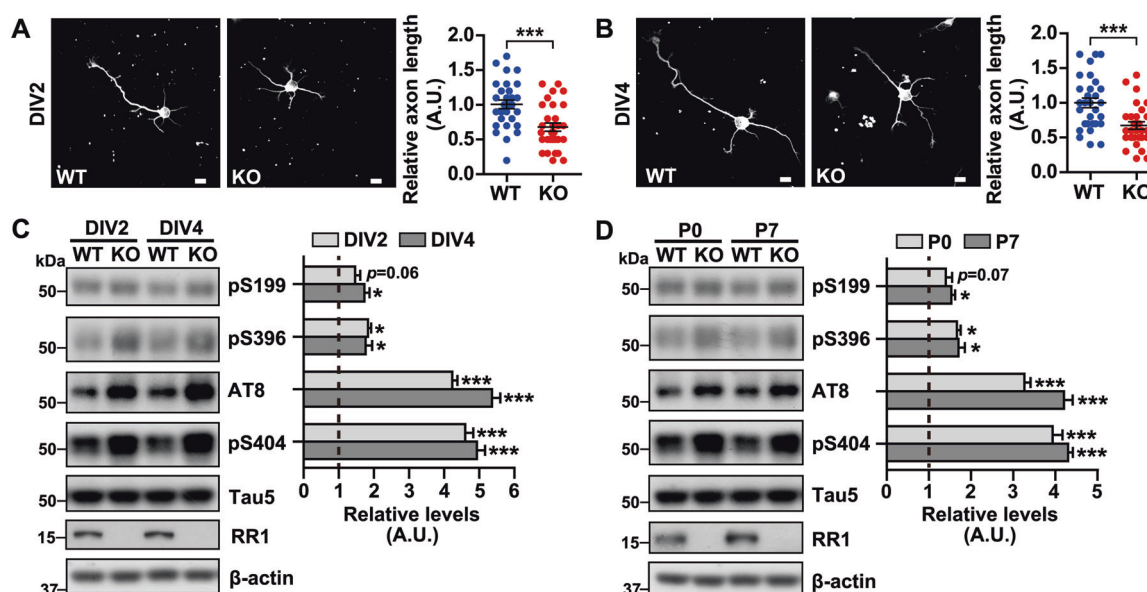 A
DIV2
WT
KO
Relative axon length
(A.U.)
2.0
1.5
1.0
0.5
0.0
***
WT
KO
B
DIV4
WT
KO
Relative axon length
(A.U.)
2.0
1.5
1.0
0.5
0.0
***
WT
KO
C
DIV2 DIV4
kDa WT KO WT KO
50 pS199
50 pS396
50 AT8
50 pS404
50 Tau5
15 RR1
37 β-actin
DIV2 DIV4
p=0.06
*
*
*
***
***
***
***
0 1 2 3 4 5 6
Relative levels
(A.U.)
D
P0 P7
kDa WT KO WT KO
50 pS199
50 pS396
50 AT8
50 pS404
50 Tau5
15 RR1
37 β-actin
P0 P7
p=0.07
*
*
*
***
***
***
***
0 1 2 3 4 5
Relative levels
(A.U.)